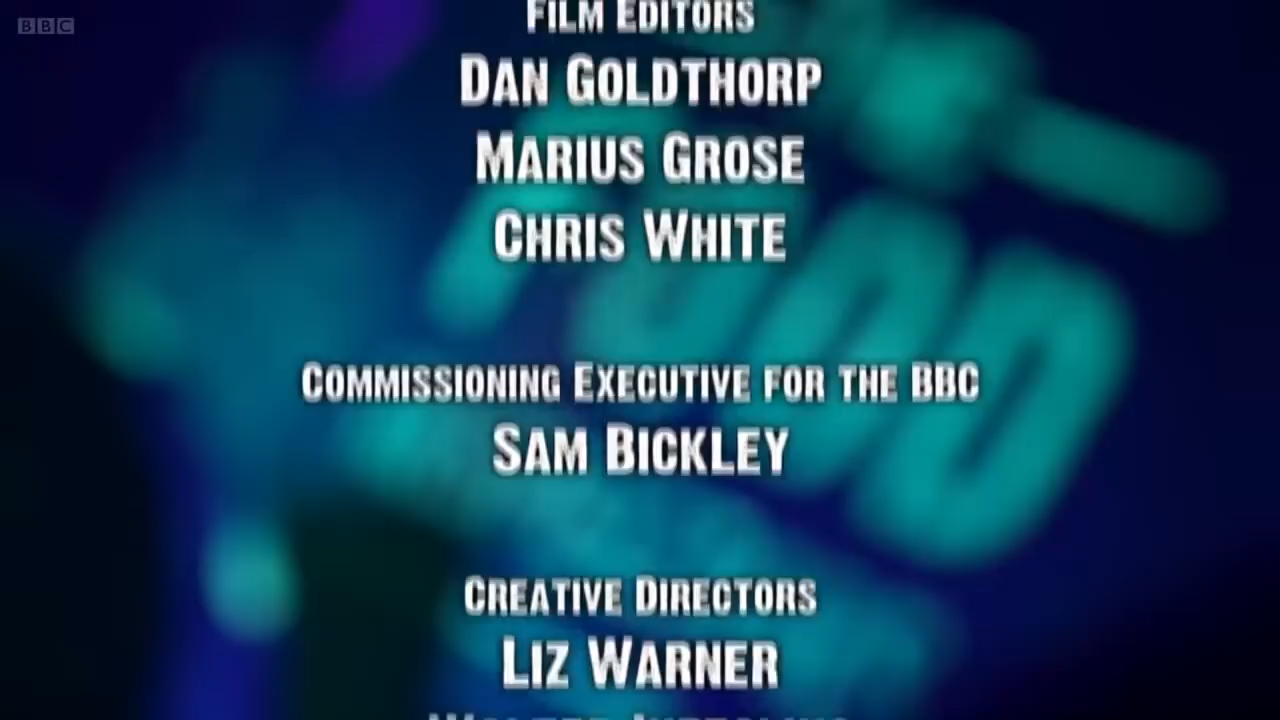 BBC
FILM EDITORS
DAN GOLDTHORP
MARIUS GROSE
CHRIS WHITE
COMMISSIONING EXECUTIVE FOR THE BBC
SAM BICKLEY
CREATIVE DIRECTORS
LIZ WARNER